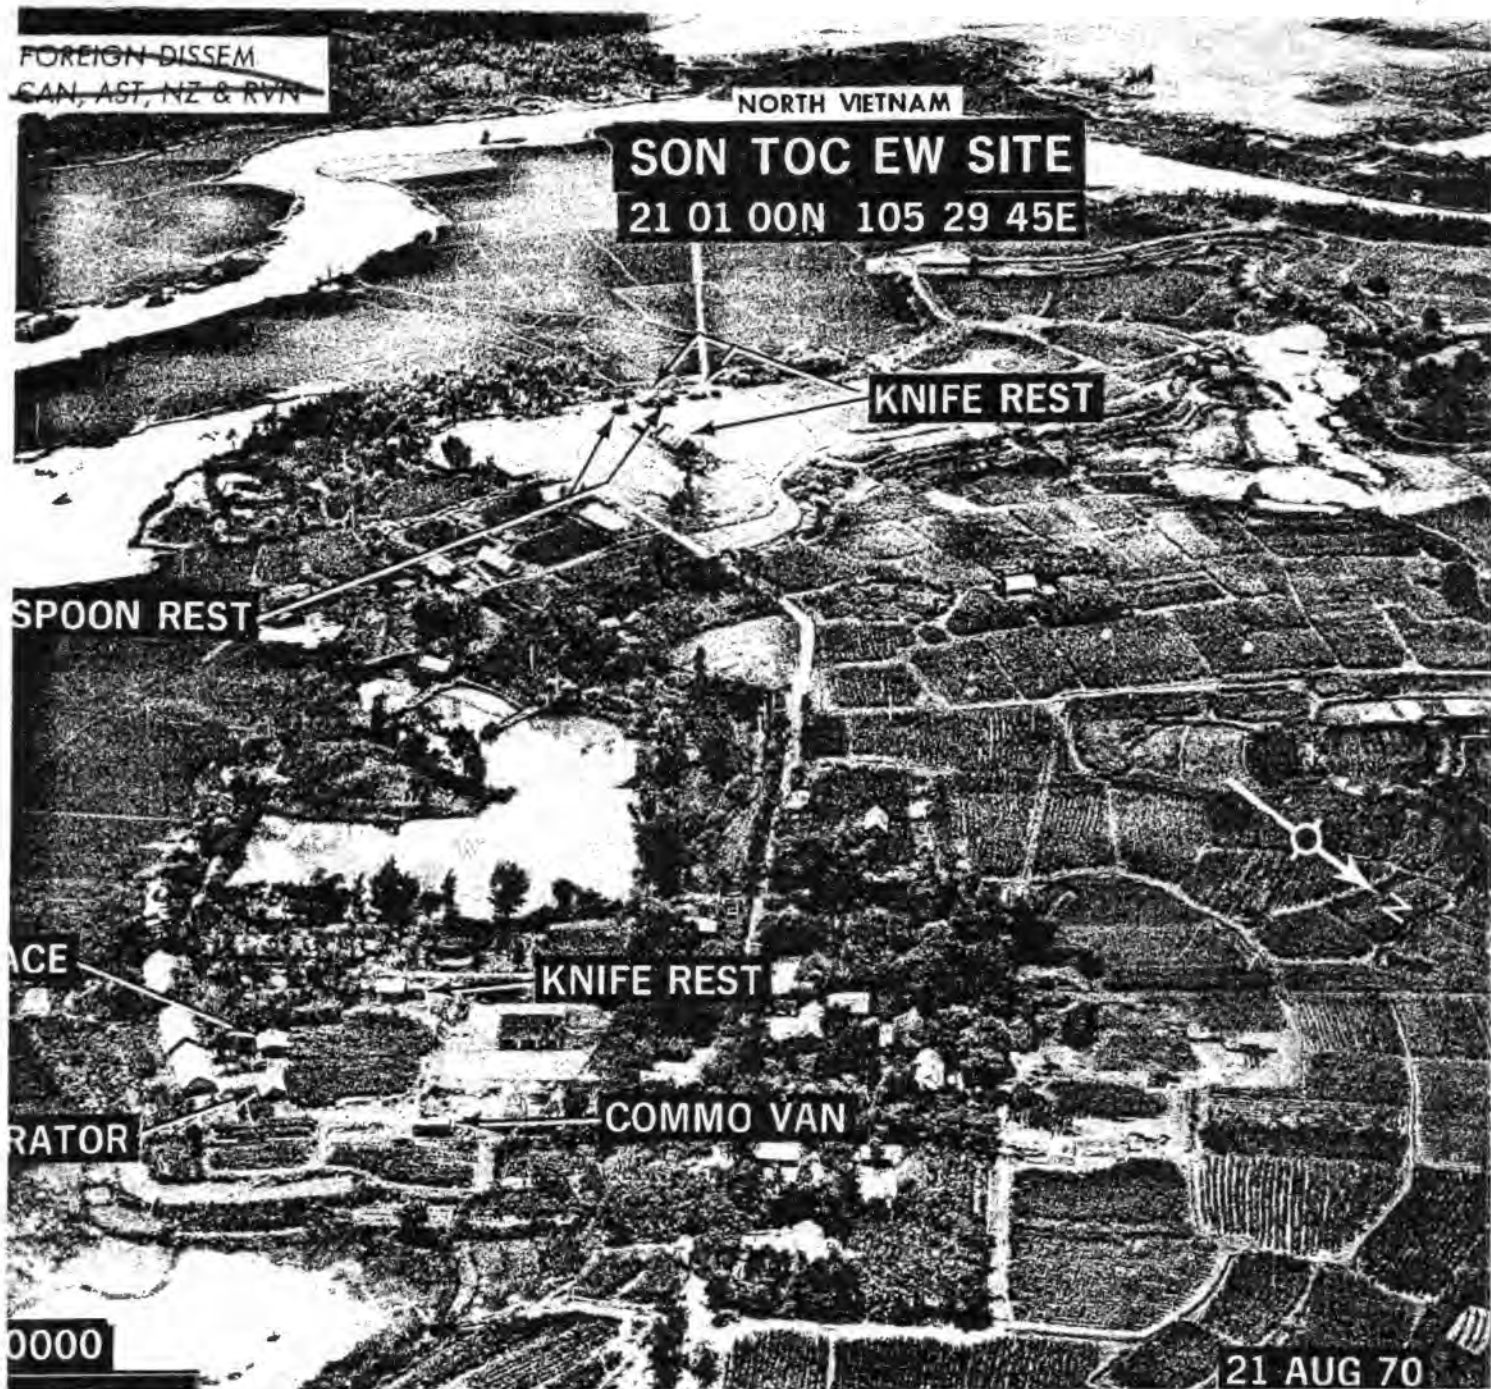 FOREIGN DISSEM
CAN, AST, NZ & RVN
NORTH VIETNAM
SON TOC EW SITE
21 01 00N 105 29 45E
KNIFE REST
SPOON REST
N
ACE
KNIFE REST
RATOR
COMMO VAN
0000
21 AUG 70